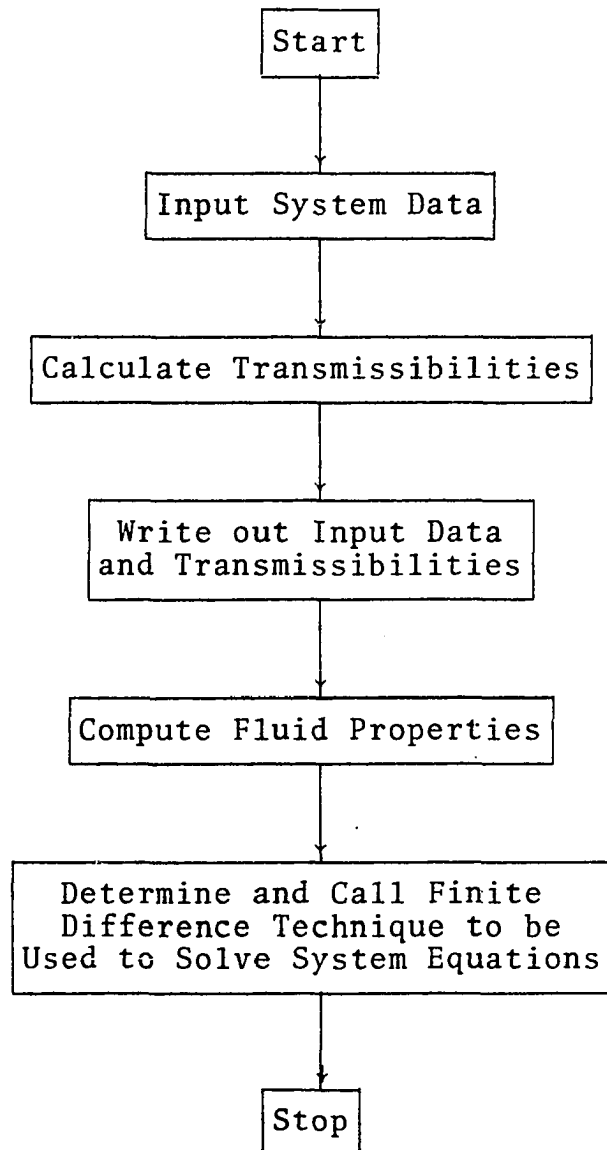 Start
Input System Data
Calculate Transmissibilities
Write out Input Data
and Transmissibilities
Compute Fluid Properties
Determine and Call Finite
Difference Technique to be
Used to Solve System Equations
Stop